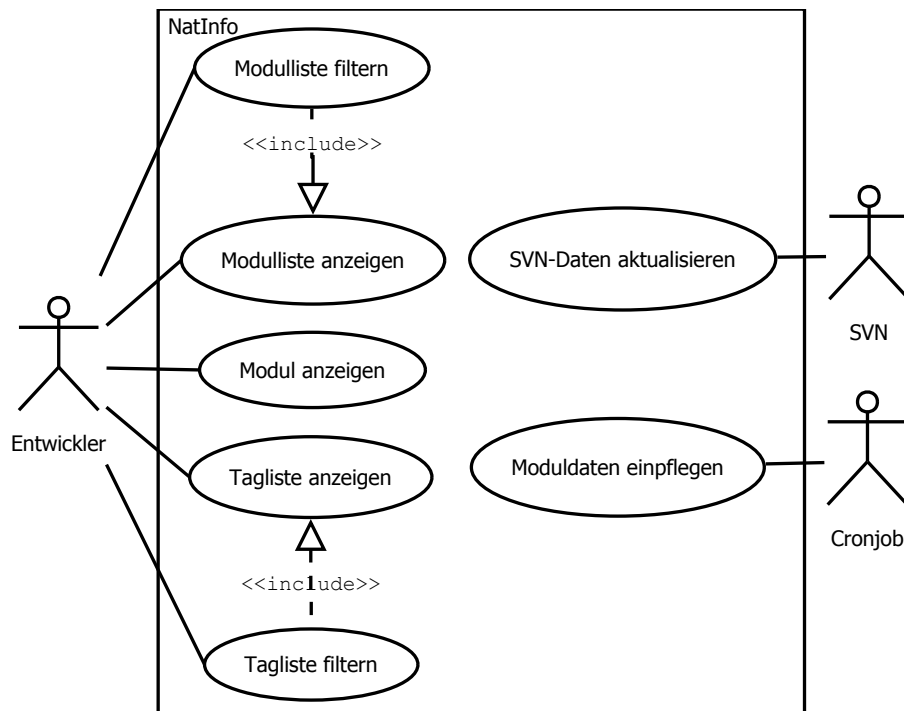 NatInfo
Modulliste filtern
<<include>>
Modulliste anzeigen
SVN-Daten aktualisieren
SVN
Modul anzeigen
Entwickler
Tagliste anzeigen
Moduldaten einpflegen
Cronjob
<<include>>
Tagliste filtern